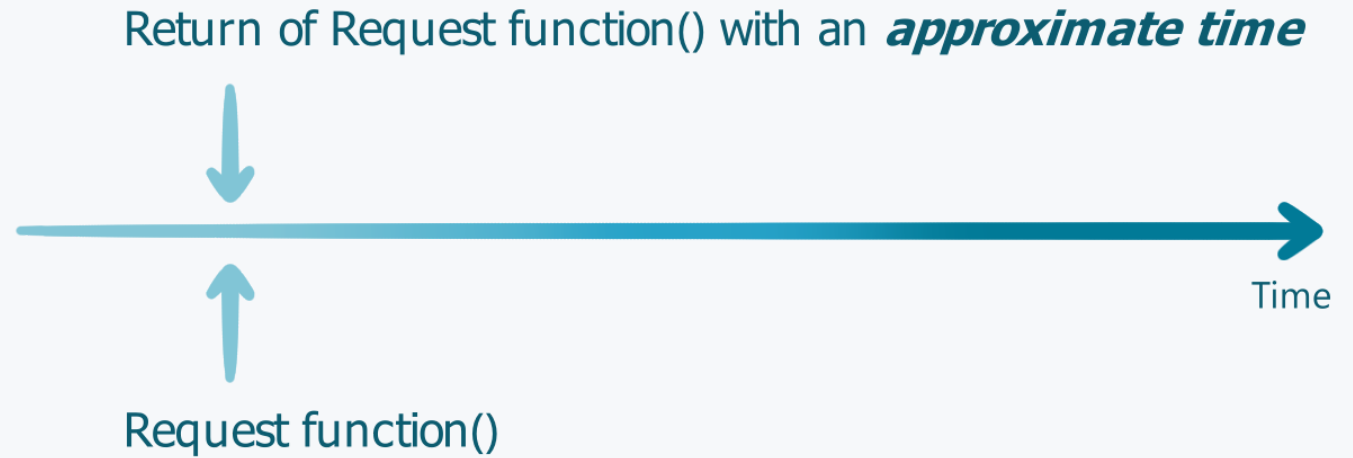 Return of Request function() with an approximate time
Time
Request function()